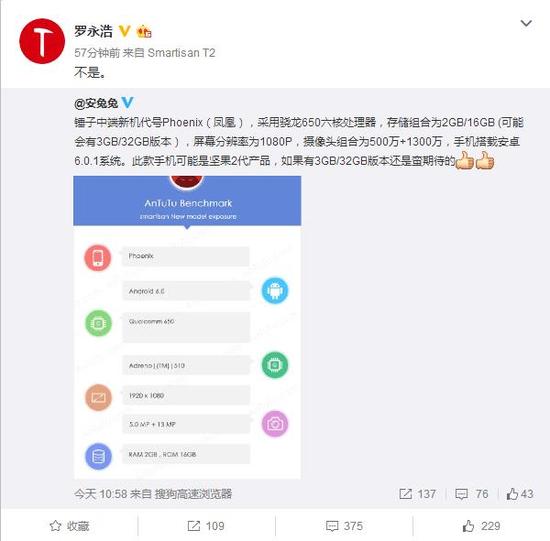 罗永浩
57分钟前 来自 Smartisan T2
不是。
@安兔兔
锤子中端新机代号Phoenix（凤凰），采用骁龙650六核处理器，存储组合为2GB/16GB (可能
会有3GB/32GB版本），屏幕分辨率为1080P，摄像头组合为500万+1300万，手机搭载安卓
6.0.1系统。此款手机可能是坚果2代产品，如果有3GB/32GB版本还是蛮期待的
AnTuTu Benchmark
smartisan New model exposure
Phoenix
Android 6.0
Qualcomm 650
Adreno | (TM) | 510
1920 x 1080
5.0 MP + 13 MP
RAM 2GB , ROM 16GB
今天 10:58 来自 搜狗高速浏览器
137
76
43
收藏
109
375
229